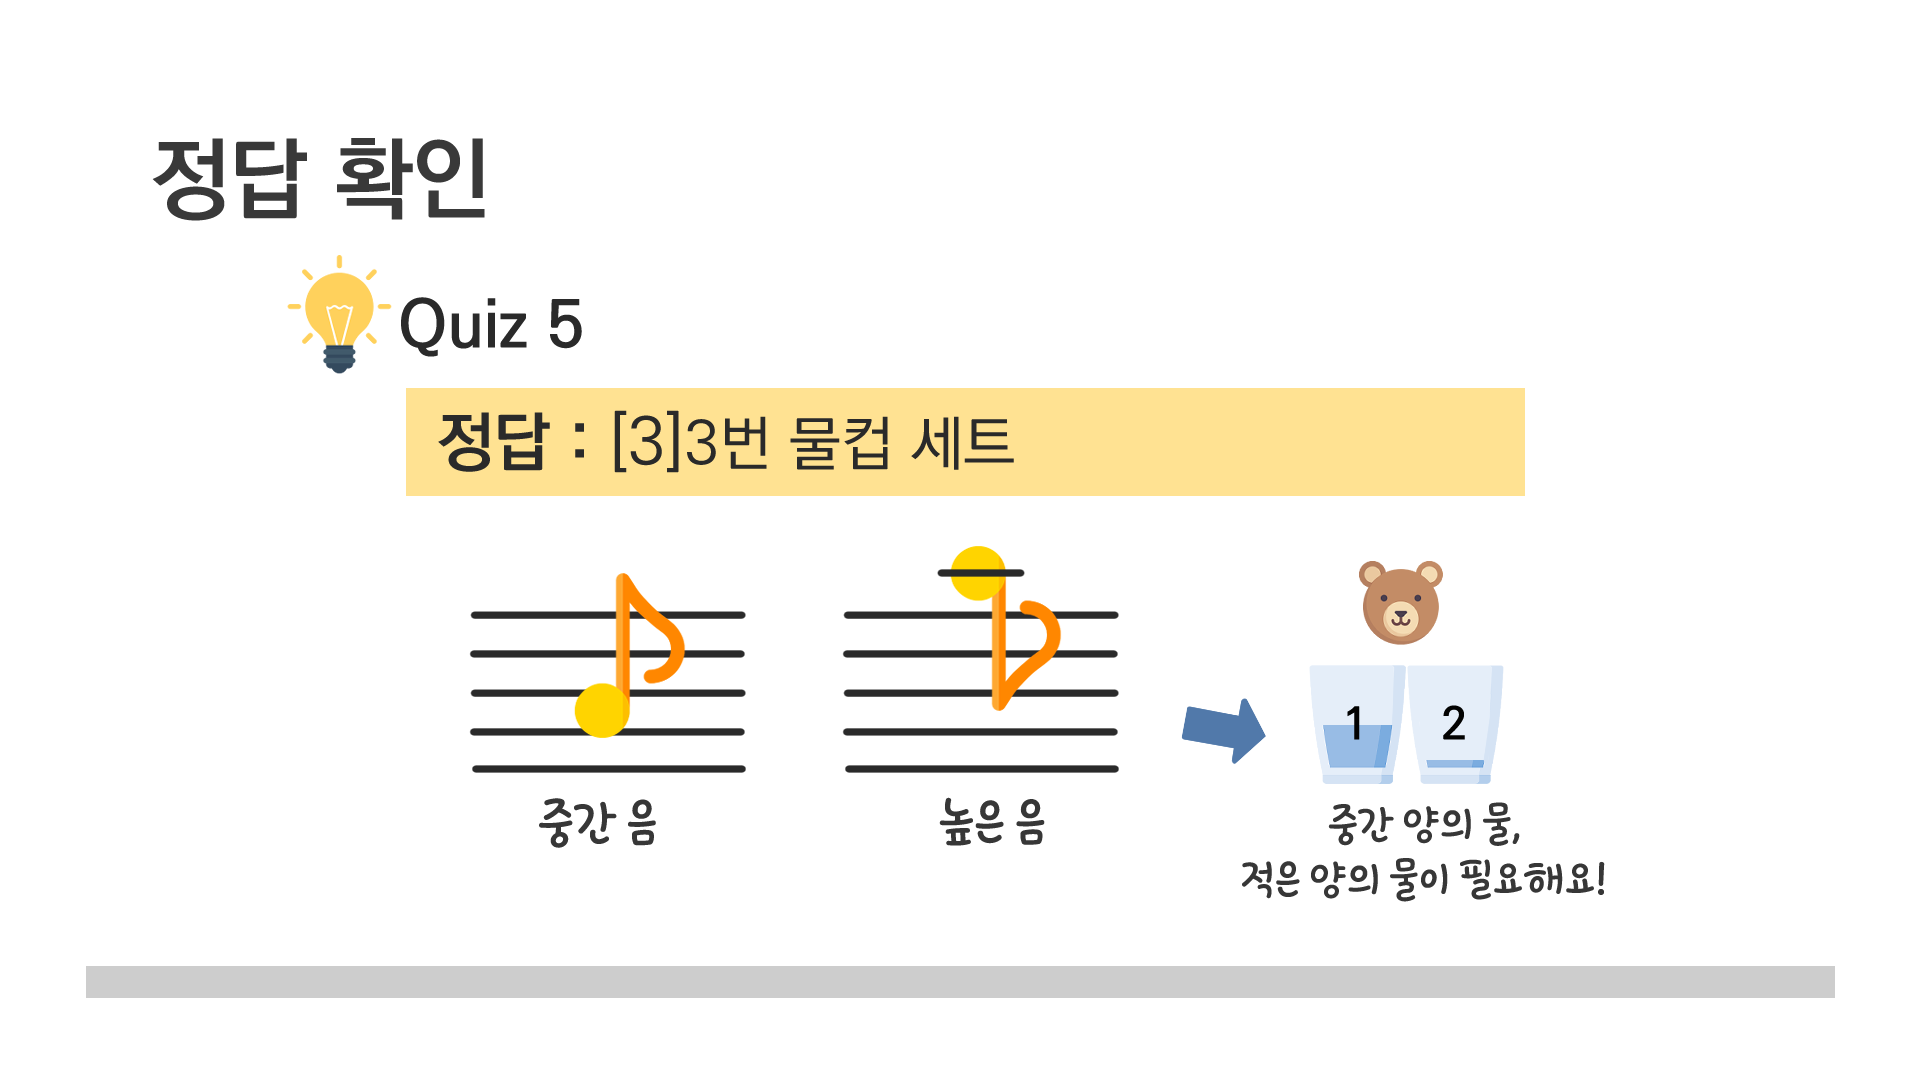 정답 확인
Quiz 5
정답 : [3]3번 물컵 세트
1
2
중간 음
높은 음
중간 양의 물,
적은 양의 물이 필요해요!